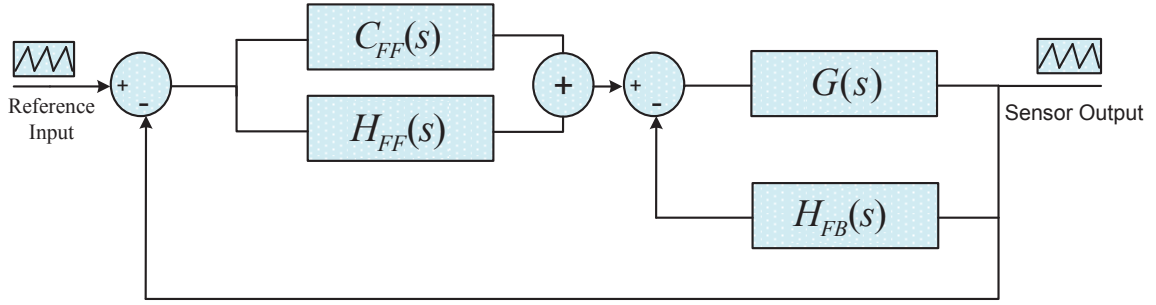 C_FF(s)
+
-
Reference
Input
+
+
-
G(s)
Sensor Output
H_FF(s)
H_FB(s)